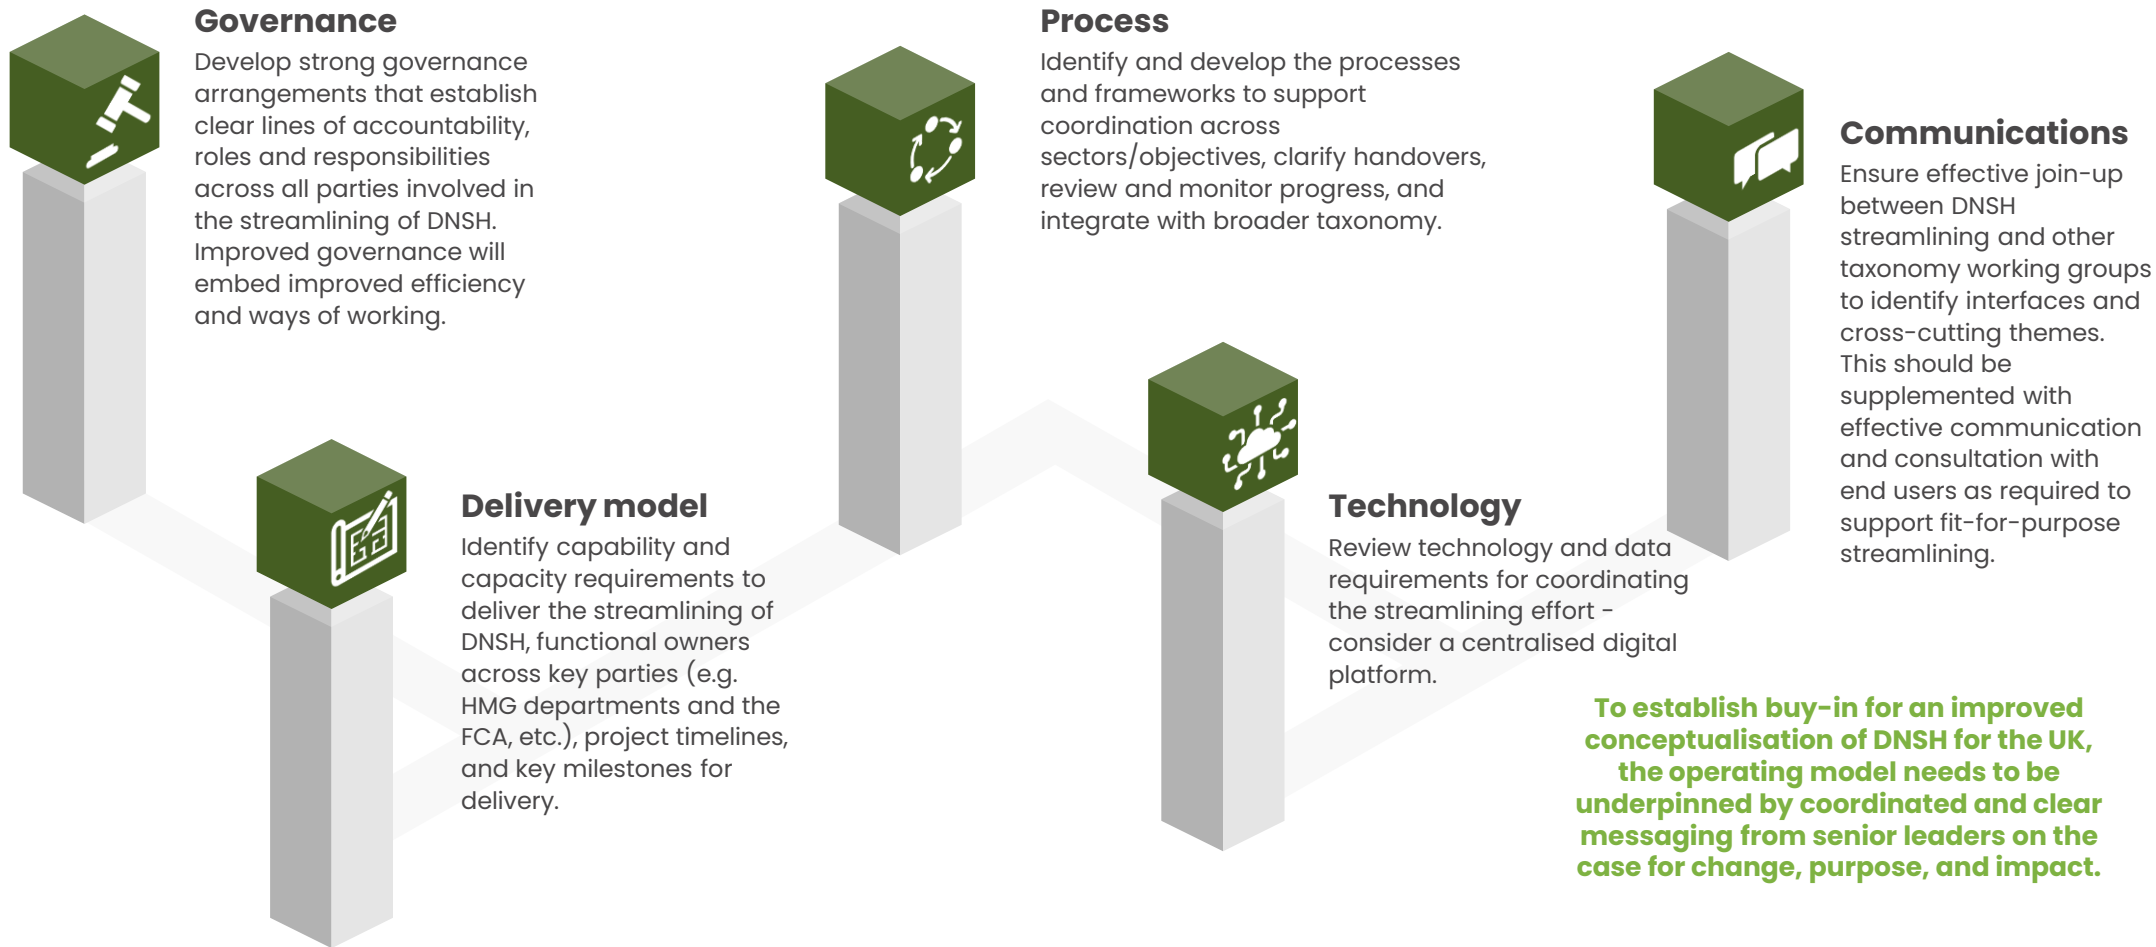 Governance
Develop strong governance
arrangements that establish
clear lines of accountability,
roles and responsibilities
across all parties involved in
the streamlining of DNSH.
Improved governance will
embed improved efficiency
and ways of working.
Delivery model
Identify capability and
capacity requirements to
deliver the streamlining of
DNSH, functional owners
across key parties (e.g.
HMG departments and the
FCA, etc.), project timelines,
and key milestones for
delivery.
Process
Identify and develop the processes
and frameworks to support
coordination across
sectors/objectives, clarify handovers,
review and monitor progress, and
integrate with broader taxonomy.
Technology
Review technology and data
requirements for coordinating
the streamlining effort -
consider a centralised digital
platform.
Communications
Ensure effective join-up
between DNSH
streamlining and other
taxonomy working groups
to identify interfaces and
cross-cutting themes.
This should be
supplemented with
effective communication
and consultation with
end users as required to
support fit-for-purpose
streamlining.
To establish buy-in for an improved
conceptualisation of DNSH for the UK,
the operating model needs to be
underpinned by coordinated and clear
messaging from senior leaders on the
case for change, purpose, and impact.